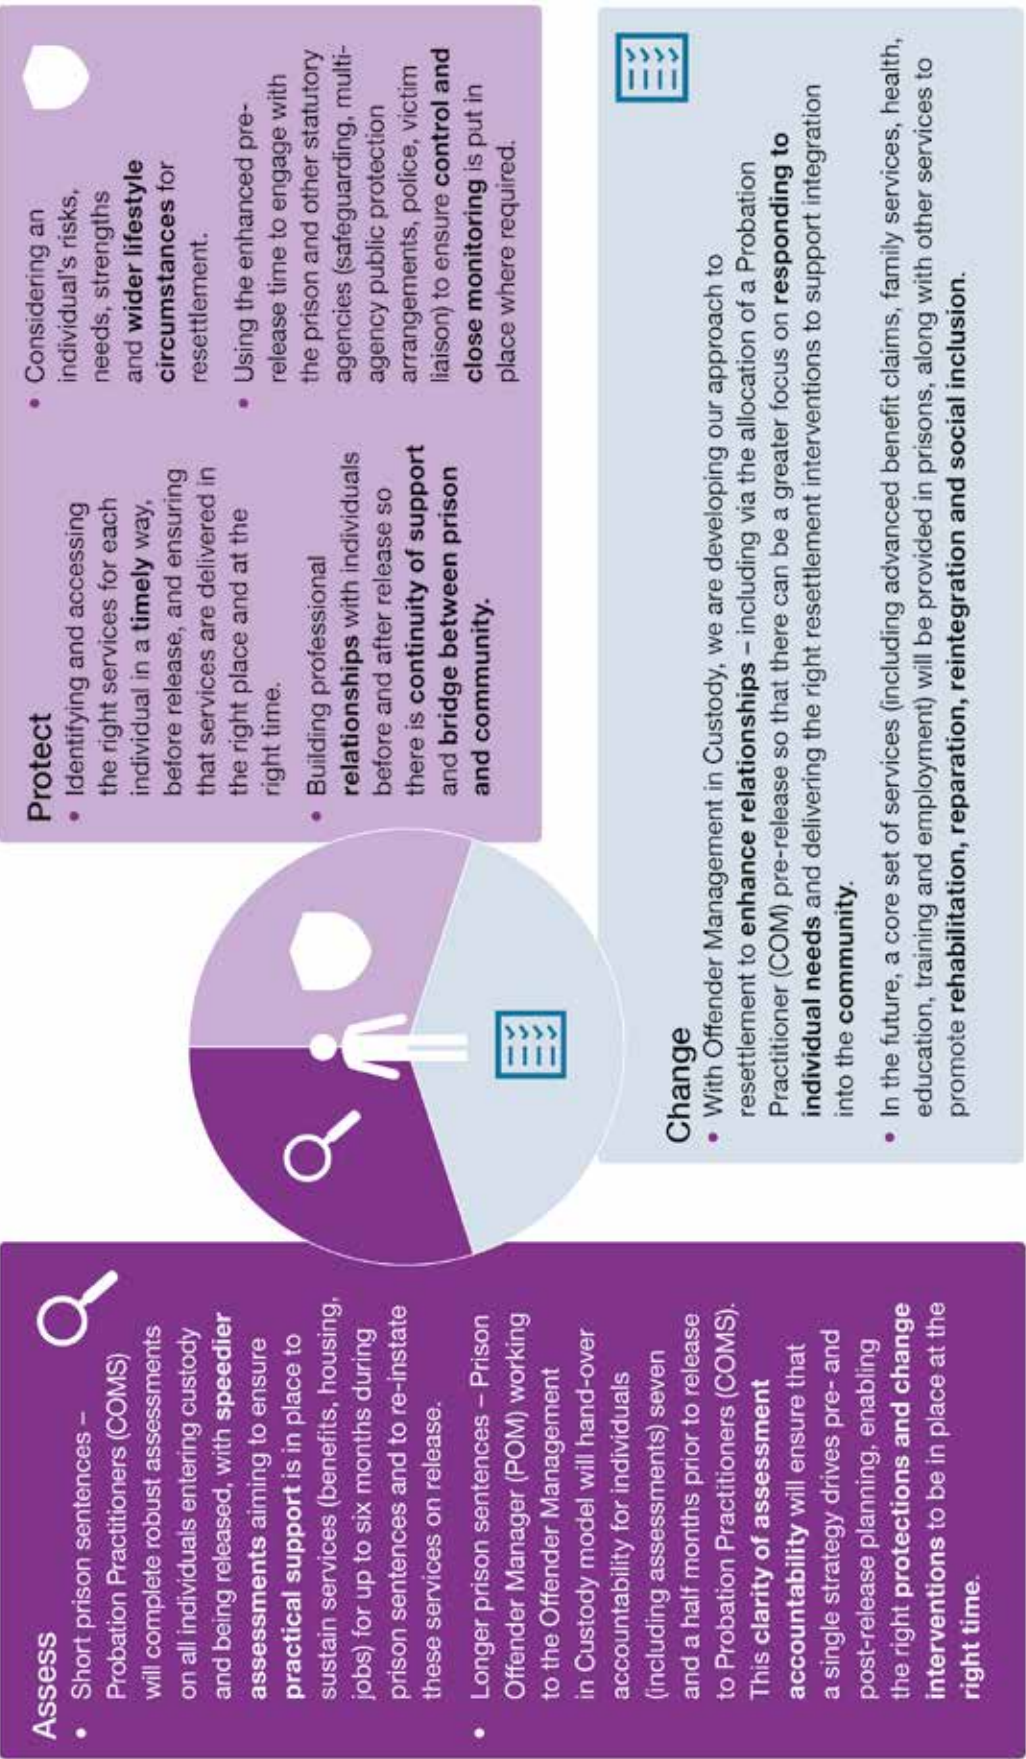 Assess
• Short prison sentences –
Probation Practitioners (COMS)
will complete robust assessments
on all individuals entering custody
and being released, with speedier
assessments aiming to ensure
practical support is in place to
sustain services (benefits, housing,
jobs) for up to six months during
prison sentences and to re-instate
these services on release.
• Longer prison sentences – Prison
Offender Manager (POM) working
to the Offender Management
in Custody model will hand-over
accountability for individuals
(including assessments) seven
and a half months prior to release
to Probation Practitioners (COMS).
This clarity of assessment
accountability will ensure that
a single strategy drives pre- and
post-release planning, enabling
the right protections and change
interventions to be in place at the
right time.
Protect
• Identifying and accessing
the right services for each
individual in a timely way,
before release, and ensuring
that services are delivered in
the right place and at the
right time.
• Building professional
relationships with individuals
before and after release so
there is continuity of support
and bridge between prison
and community.
• Considering an
individual's risks,
needs, strengths
and wider lifestyle
circumstances for
resettlement.
• Using the enhanced pre-
release time to engage with
the prison and other statutory
agencies (safeguarding, multi-
agency public protection
arrangements, police, victim
liaison) to ensure control and
close monitoring is put in
place where required.
Change
• With Offender Management in Custody, we are developing our approach to
resettlement to enhance relationships – including via the allocation of a Probation
Practitioner (COM) pre-release so that there can be a greater focus on responding to
individual needs and delivering the right resettlement interventions to support integration
into the community.
• In the future, a core set of services (including advanced benefit claims, family services, health,
education, training and employment) will be provided in prisons, along with other services to
promote rehabilitation, reparation, reintegration and social inclusion.